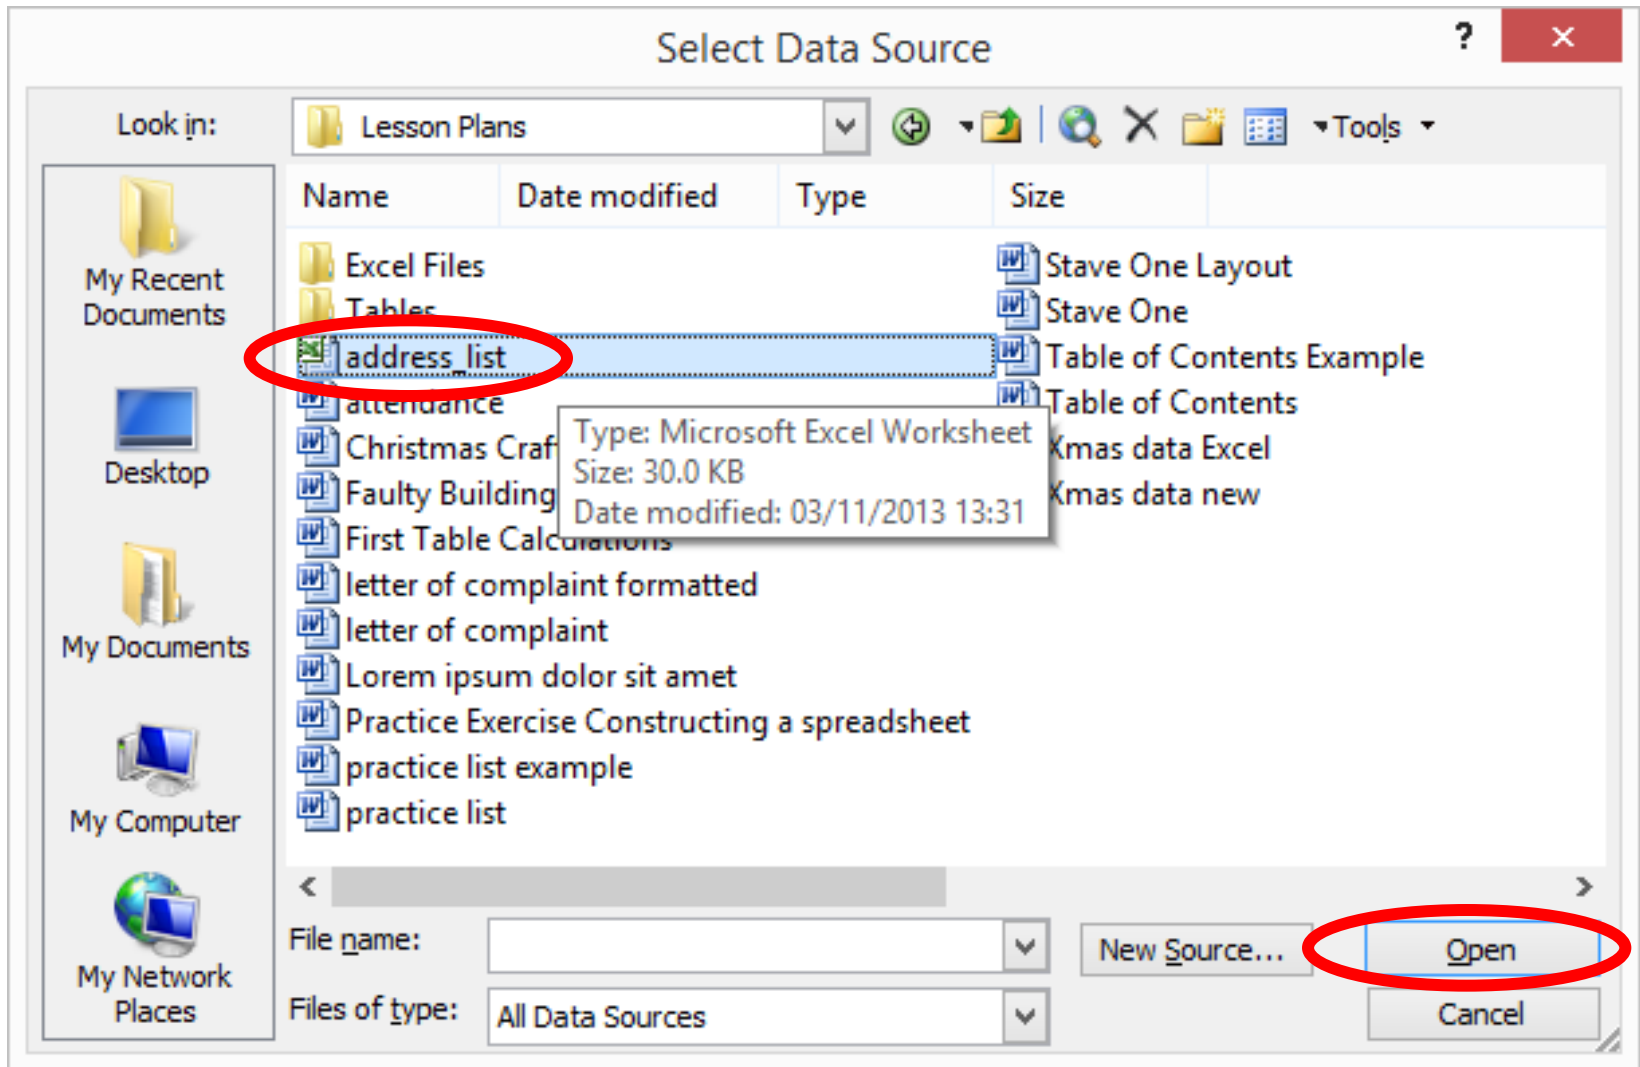 Select Data Source
?
Look in:
Lesson Plans
Tools
My Recent
Documents
Desktop
My Documents
My Computer
My Network
Places
Name Date modified Type Size
Excel Files
Tables
address_list
attendance
Christmas Craf
Faulty Building
First Table Calculations
letter of complaint formatted
letter of complaint
Lorem ipsum dolor sit amet
Practice Exercise Constructing a spreadsheet
practice list example
practice list
Stave One Layout
Stave One
Table of Contents Example
Table of Contents
Xmas data Excel
Xmas data new
Type: Microsoft Excel Worksheet
Size: 30.0 KB
Date modified: 03/11/2013 13:31
File name:
New Source...
Open
Files of type:
All Data Sources
Cancel